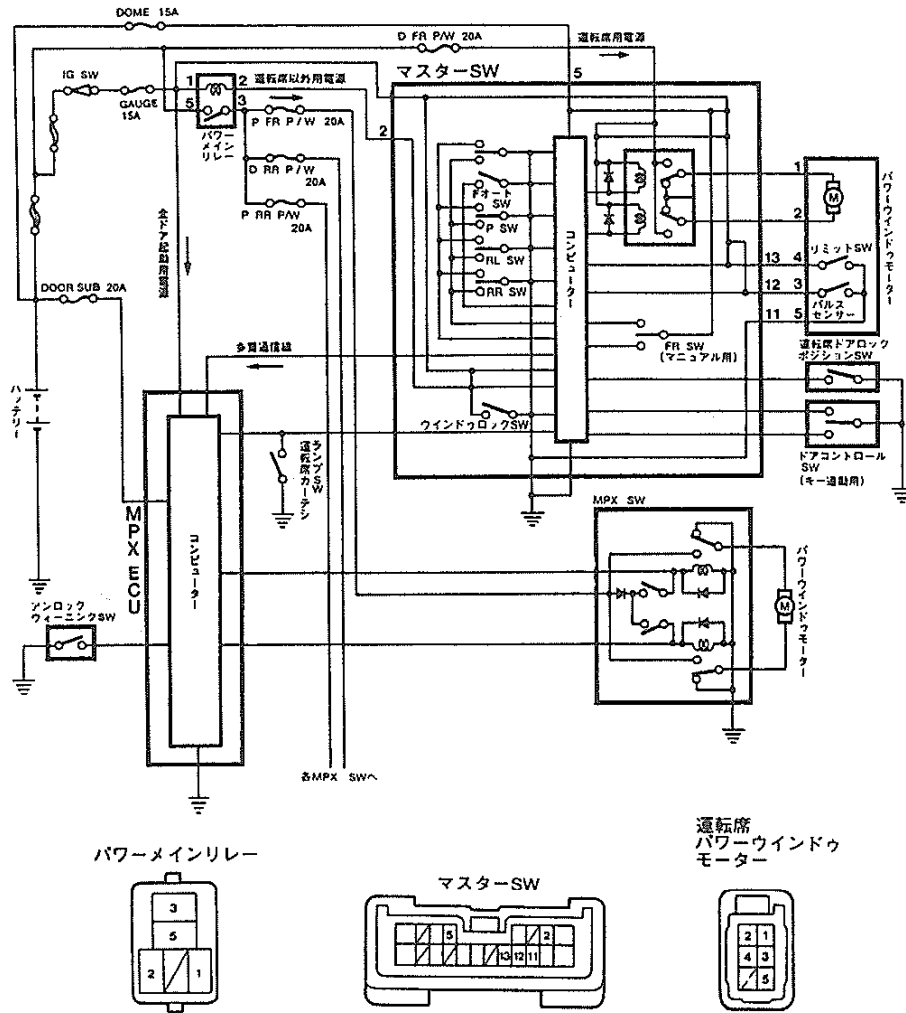 DOME 15A
D FR P/W 20A
運転席用電源
マスターSW
IG SW
GAUGE
15A
運転席以外用電源
1
2
5
3
5
P FR P/W 20A
パワー
メイン
リレー
2
D RR P/W
20A
P RR P/W
20A
ドオート
SW
P SW
RL SW
RR SW
コンピューター
1
2
M
パワーウインドゥモーター
リミットSW
13 4
12 3
パルス
センサー
11 5
全ドア起動用電源
DOOR SUB 20A
多重通信線
FR SW
(マニュアル用)
運転席ドアロック
ポジションSW
バッテリー
ウインドゥロックSW
ドアコントロール
SW
(キー連動用)
運転席カーテシ
ランプSW
MPX ECU
コンピューター
MPX SW
パワーウインドゥモーター
M
アンロック
ウォーニングSW
各MPX SWへ
パワーメインリレー
3
5
2 1
マスターSW
5 2
13 12 11
運転席
パワーウインドゥ
モーター
2 1
4 3
5